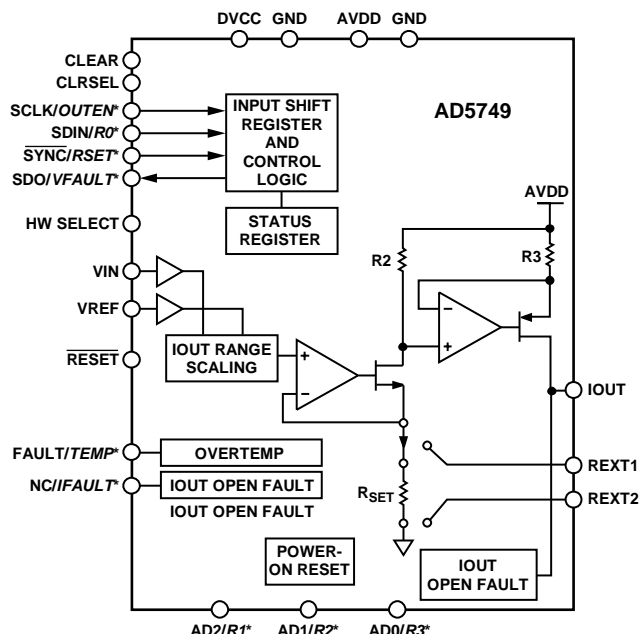 DVCC GND AVDD GND
CLEAR
CLRSEL
SCLK/OUTEN*
SDIN/R0*
SYNC/RSET*
SDO/VFAULT*
HW SELECT
VIN
VREF
RESET
FAULT/TEMP*
NC/IFAULT*
INPUT SHIFT
REGISTER
AND
CONTROL
LOGIC
STATUS
REGISTER
AD5749
AVDD
R2
R3
IOUT RANGE
SCALING
+
−
−
+
IOUT
REXT1
REXT2
RSET
OVERTEMP
IOUT OPEN FAULT
IOUT OPEN FAULT
POWER-
ON RESET
IOUT
OPEN FAULT
AD2/R1* AD1/R2* AD0/R3*